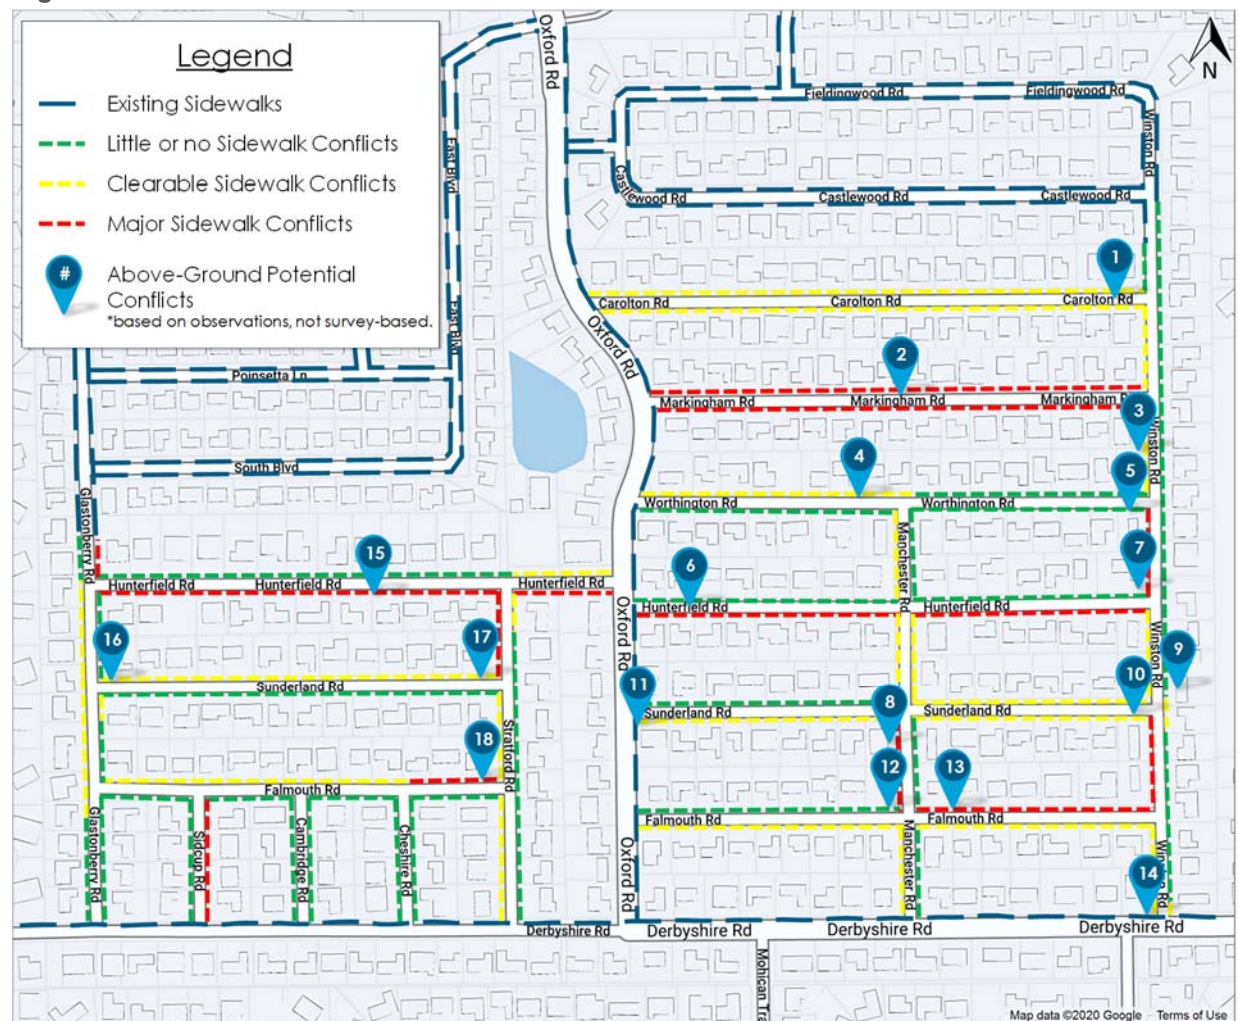 Legend
Existing Sidewalks
Little or no Sidewalk Conflicts
Clearable Sidewalk Conflicts
Major Sidewalk Conflicts
#
Above-Ground Potential
Conflicts
*based on observations, not survey-based.
N
Oxford Rd
Fieldingwood Rd
Fieldingwood Rd
East Blvd
Winston Rd
Castlewood Rd
Castlewood Rd
Castlewood Rd
1
Carolton Rd
Carolton Rd
Carolton Rd
East Blvd
Oxford Rd
2
Poinsetta Ln
Markingham Rd
Markingham Rd
Markingham R
3
Winston Rd
4
5
South Blvd
Glastonberry Rd
Worthington Rd
Worthington Rd
Manchester Rd
7
15
6
Hunterfield Rd
Hunterfield Rd
Hunterfield Rd
Hunterfield Rd
Hunterfield Rd
Oxford Rd
16
17
Winston Rd
9
10
11
Sunderland Rd
Sunderland Rd
Sunderland Rd
8
Stratford Rd
18
12
13
Falmouth Rd
Falmouth Rd
Falmouth Rd
Glastonberry Rd
Sidcup Rd
Cambridge Rd
Cheshire Rd
Oxford Rd
Manchester Rd
14
Derbyshire Rd
Derbyshire Rd
Derbyshire Rd
Derbyshire Rd
Mohican Tra
Map data ©2020 Google
Terms of Use